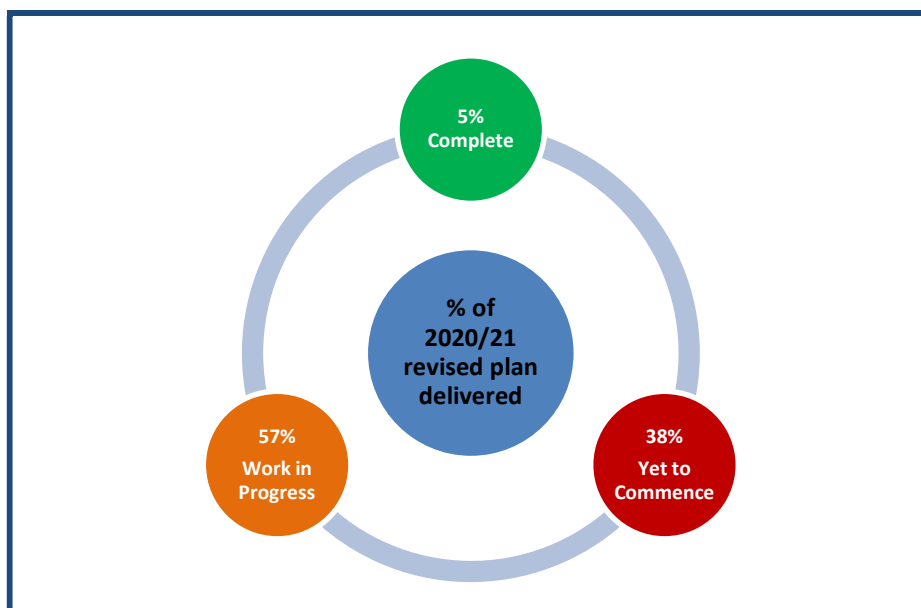 5%
Complete
% of
2020/21
revised plan
delivered
57%
Work in
Progress
38%
Yet to
Commence